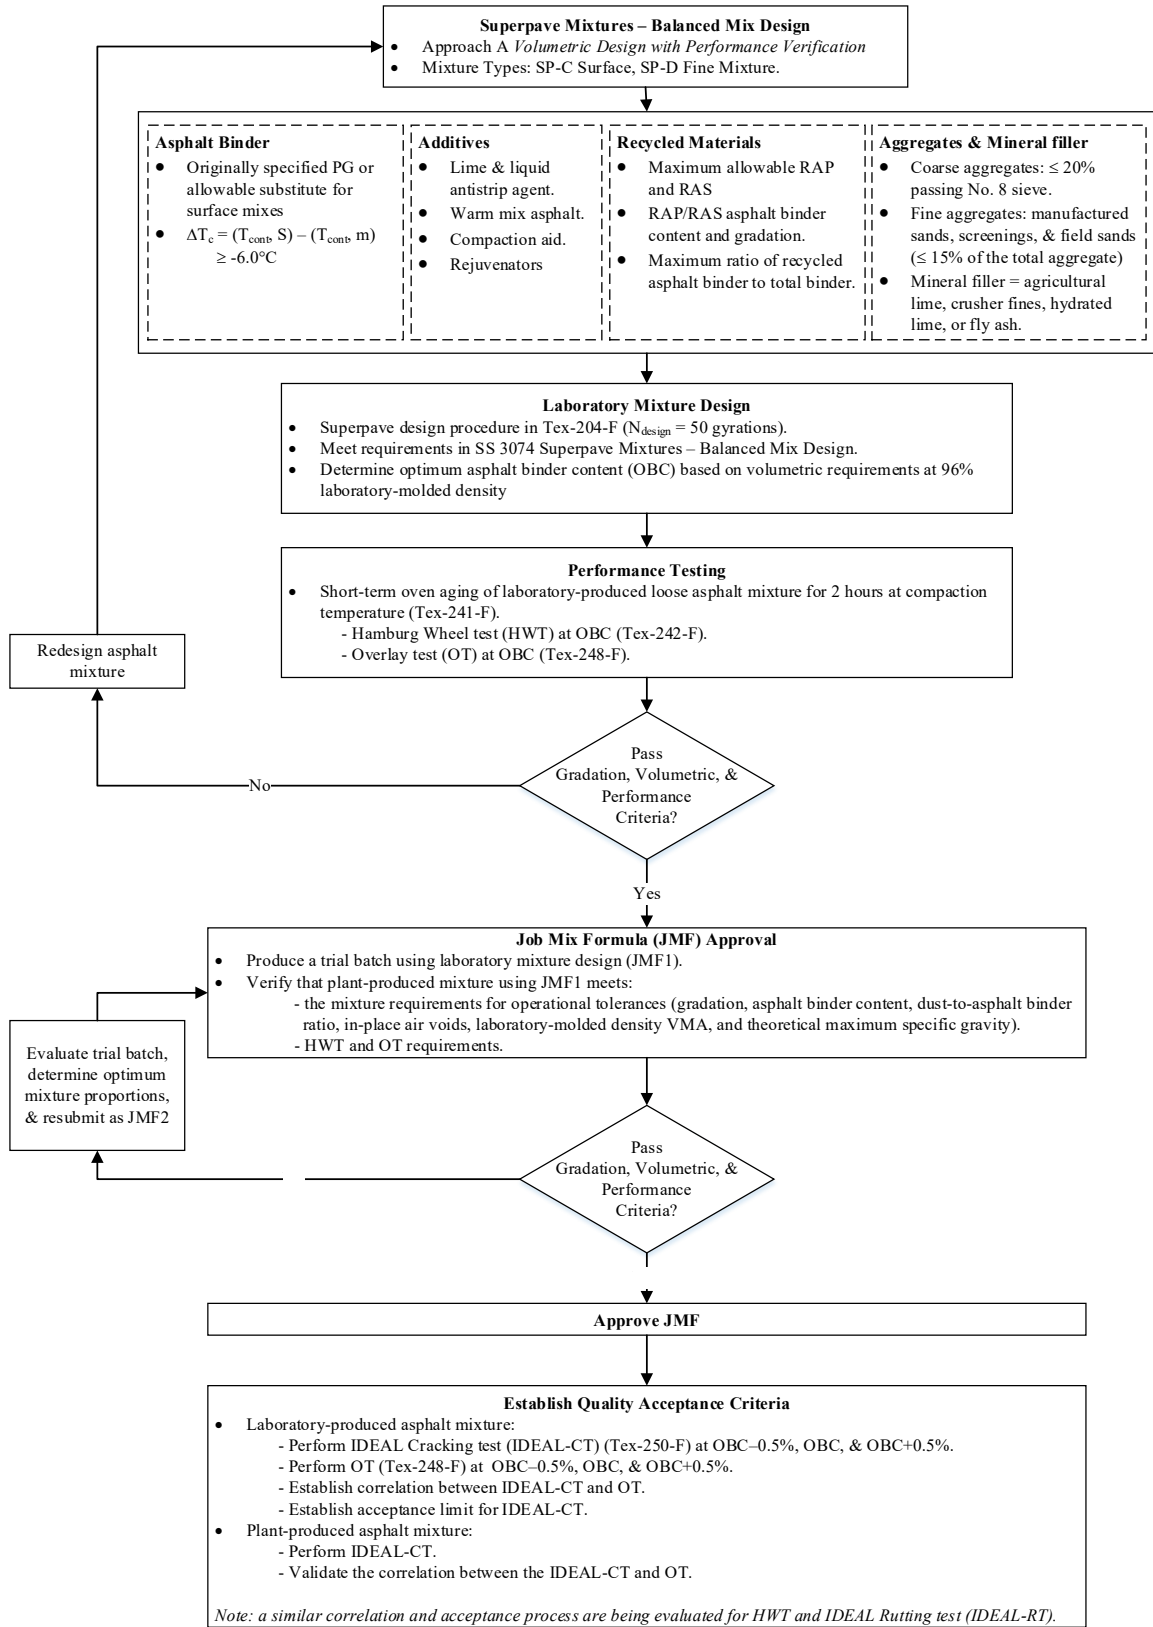 Superpave Mixtures – Balanced Mix Design
● Approach A Volumetric Design with Performance Verification
● Mixture Types: SP-C Surface, SP-D Fine Mixture.
Asphalt Binder
● Originally specified PG or
allowable substitute for
surface mixes
● ΔTc = (Tcont, S) – (Tcont, m)
≥ -6.0°C
Additives
● Lime & liquid
antistrip agent.
● Warm mix asphalt.
● Compaction aid.
● Rejuvenators
Recycled Materials
● Maximum allowable RAP
and RAS
● RAP/RAS asphalt binder
content and gradation.
● Maximum ratio of recycled
asphalt binder to total binder.
Aggregates & Mineral filler
● Coarse aggregates: ≤ 20%
passing No. 8 sieve.
● Fine aggregates: manufactured
sands, screenings, & field sands
(≤ 15% of the total aggregate)
● Mineral filler = agricultural
lime, crusher fines, hydrated
lime, or fly ash.
Laboratory Mixture Design
● Superpave design procedure in Tex-204-F (Ndesign = 50 gyrations).
● Meet requirements in SS 3074 Superpave Mixtures – Balanced Mix Design.
● Determine optimum asphalt binder content (OBC) based on volumetric requirements at 96%
laboratory-molded density
Performance Testing
● Short-term oven aging of laboratory-produced loose asphalt mixture for 2 hours at compaction
temperature (Tex-241-F).
- Hamburg Wheel test (HWT) at OBC (Tex-242-F).
- Overlay test (OT) at OBC (Tex-248-F).
Redesign asphalt
mixture
Pass
Gradation, Volumetric, &
Performance
Criteria?
No
Yes
Job Mix Formula (JMF) Approval
● Produce a trial batch using laboratory mixture design (JMF1).
● Verify that plant-produced mixture using JMF1 meets:
- the mixture requirements for operational tolerances (gradation, asphalt binder content, dust-to-asphalt binder
ratio, in-place air voids, laboratory-molded density VMA, and theoretical maximum specific gravity).
- HWT and OT requirements.
Evaluate trial batch,
determine optimum
mixture proportions,
& resubmit as JMF2
Pass
Gradation, Volumetric, &
Performance
Criteria?
Approve JMF
Establish Quality Acceptance Criteria
● Laboratory-produced asphalt mixture:
- Perform IDEAL Cracking test (IDEAL-CT) (Tex-250-F) at OBC–0.5%, OBC, & OBC+0.5%.
- Perform OT (Tex-248-F) at OBC–0.5%, OBC, & OBC+0.5%.
- Establish correlation between IDEAL-CT and OT.
- Establish acceptance limit for IDEAL-CT.
● Plant-produced asphalt mixture:
- Perform IDEAL-CT.
- Validate the correlation between the IDEAL-CT and OT.
Note: a similar correlation and acceptance process are being evaluated for HWT and IDEAL Rutting test (IDEAL-RT).